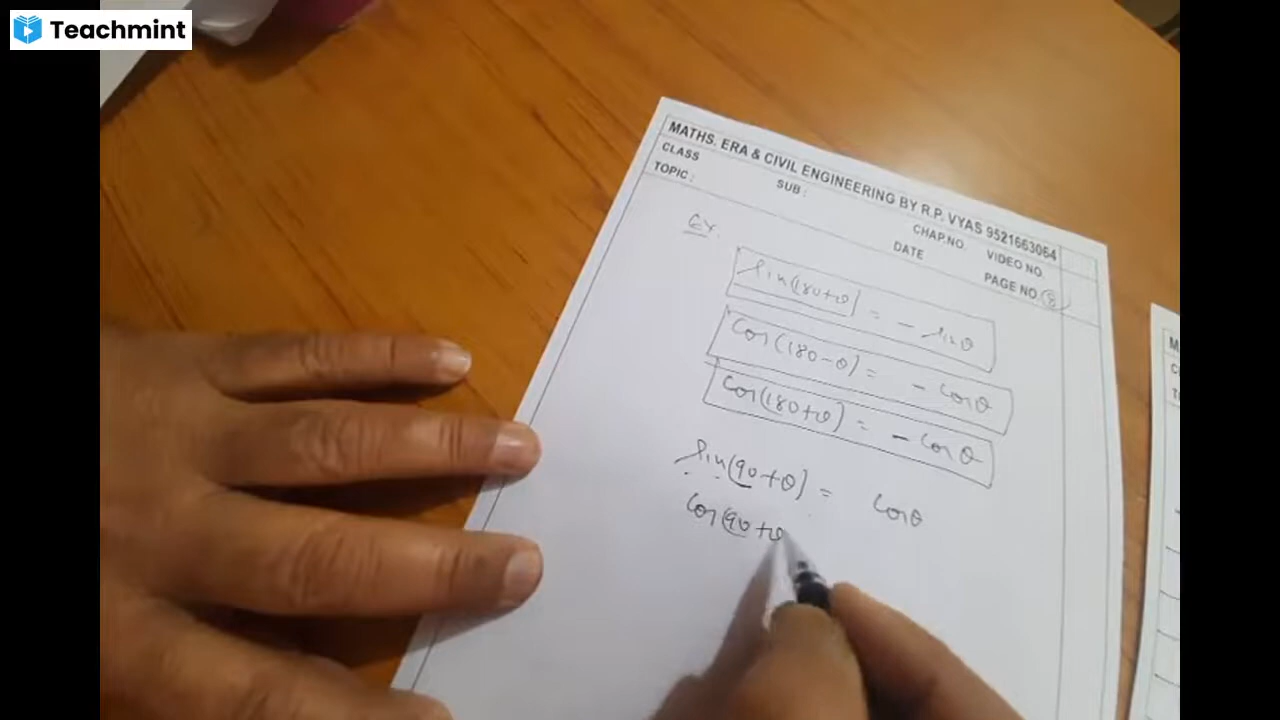 Teachmint
MATHS. ERA & CIVIL ENGINEERING BY R.P. VYAS 9521663064
CLASS SUB : CHAP.NO. VIDEO NO.
TOPIC : DATE PAGE NO. 8
Ex.
sin(180+θ) = - sinθ
cos(180-θ) = - cosθ
cos(180+θ) = - cosθ
sin(90+θ) = cosθ
cos(90+θ